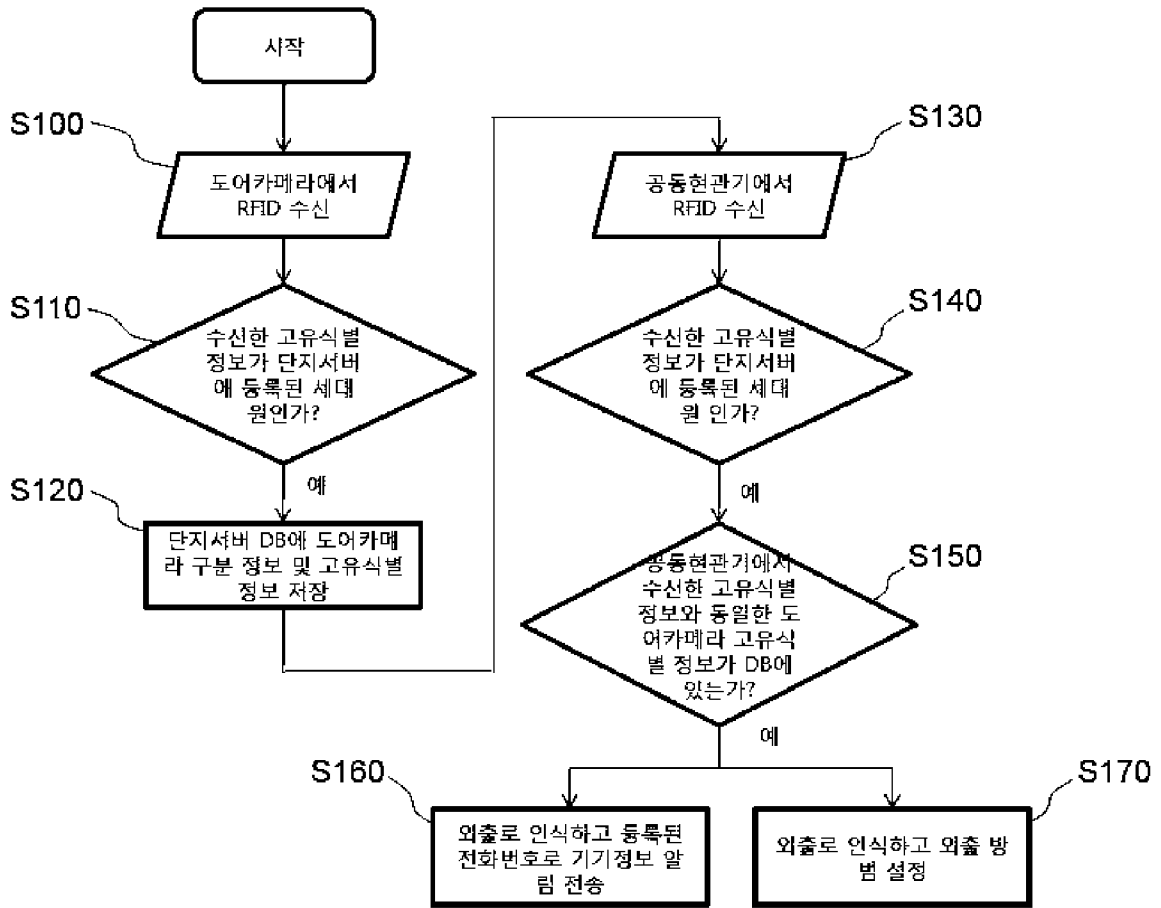 시작
S100
도어카메라에서
RFID 수신
S110
수신한 고유식별
정보가 단지서버
에 등록된 세대
원인가?
예
S120
단지서버 DB에 도어카메
라 구분 정보 및 고유식별
정보 저장
S130
공동현관기에서
RFID 수신
S140
수신한 고유식별
정보가 단지서버
에 등록된 세대
원 인가?
예
S150
공동현관기에서
수신한 고유식별
정보와 동일한 도
어카메라 고유식
별 정보가 DB에
있는가?
예
S160
외출로 인식하고 등록된
전화번호로 기기정보 알
림 전송
S170
외출로 인식하고 외출 방
범 설정